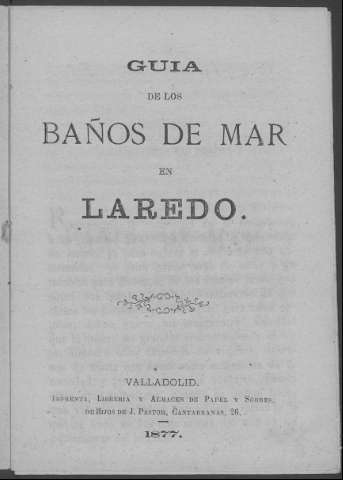 GUIA
DE LOS
BAÑOS DE MAR
EN
LAREDO.
VALLADOLID.
IMPRENTA, LIBRERIA Y ALMACEN DE PAPEL Y SOBRES,
DE HIJOS DE J. PASTOR, CANTARRANAS, 26.
1877.